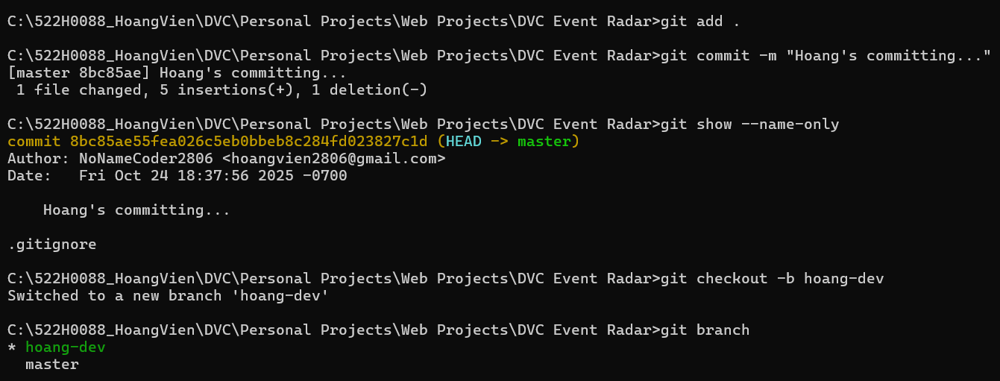 C:\522H0088_HoangVien\DVC\Personal Projects\Web Projects\DVC Event Radar>git add .
C:\522H0088_HoangVien\DVC\Personal Projects\Web Projects\DVC Event Radar>git commit -m "Hoang's committing..."
[master 8bc85ae] Hoang's committing...
 1 file changed, 5 insertions(+), 1 deletion(-)
C:\522H0088_HoangVien\DVC\Personal Projects\Web Projects\DVC Event Radar>git show --name-only
commit 8bc85ae55fea026c5eb0bbeb8c284fd023827c1d (HEAD -> master)
Author: NoNameCoder2806 <hoangvien2806@gmail.com>
Date:   Fri Oct 24 18:37:56 2025 -0700
    Hoang's committing...
.gitignore
C:\522H0088_HoangVien\DVC\Personal Projects\Web Projects\DVC Event Radar>git checkout -b hoang-dev
Switched to a new branch 'hoang-dev'
C:\522H0088_HoangVien\DVC\Personal Projects\Web Projects\DVC Event Radar>git branch
* hoang-dev
  master